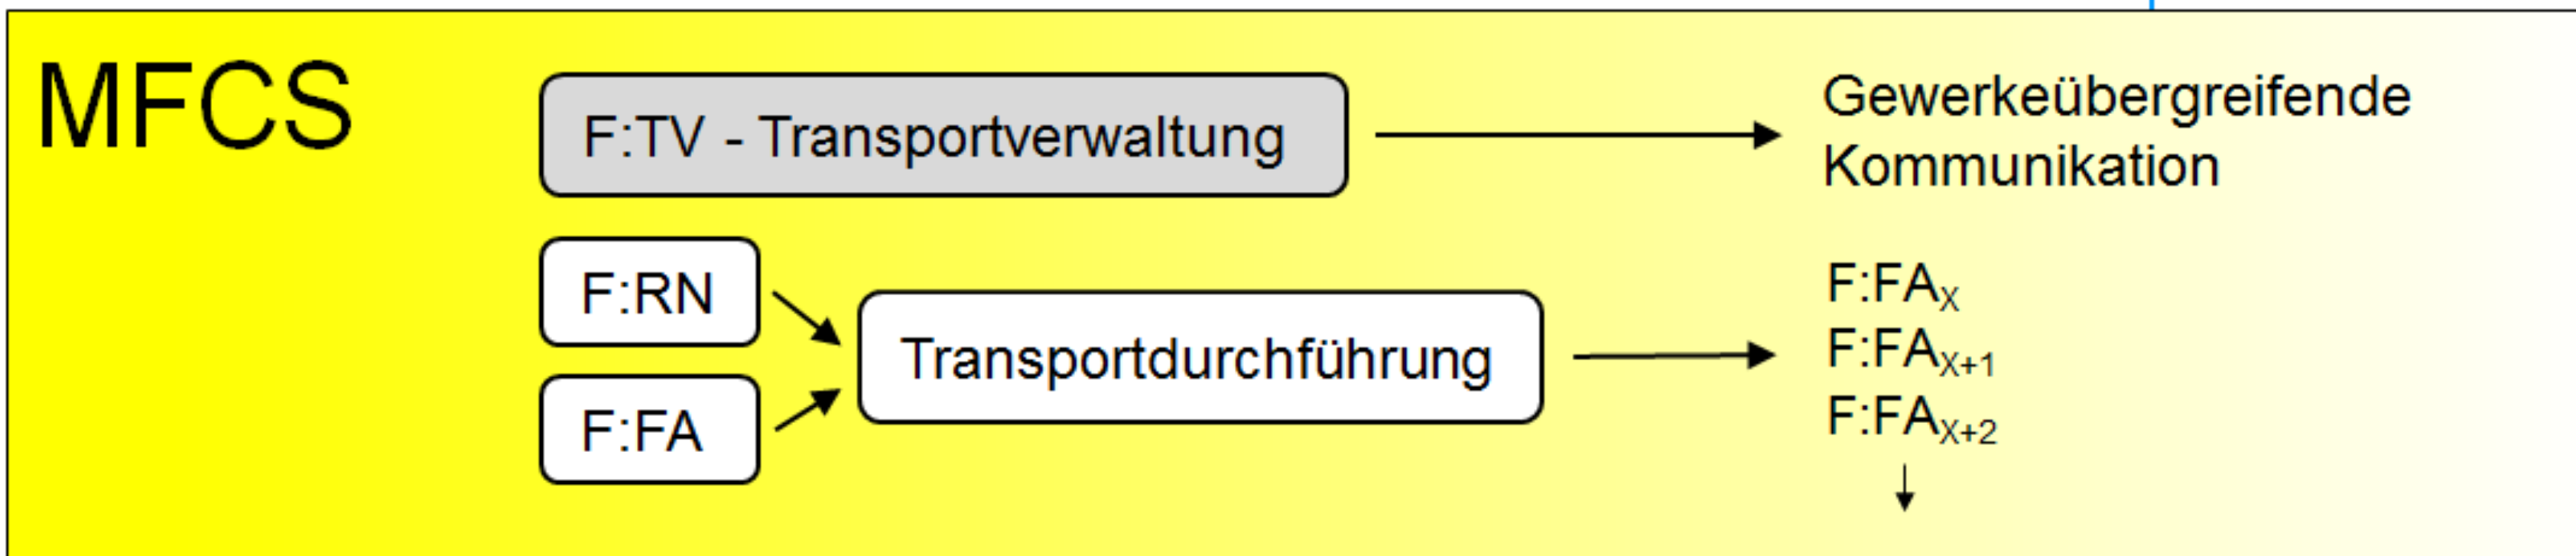 MFCS
F:TV - Transportverwaltung
Gewerkeübergreifende
Kommunikation
F:RN
F:FA
Transportdurchführung
F:FAX
F:FAX+1
F:FAX+2